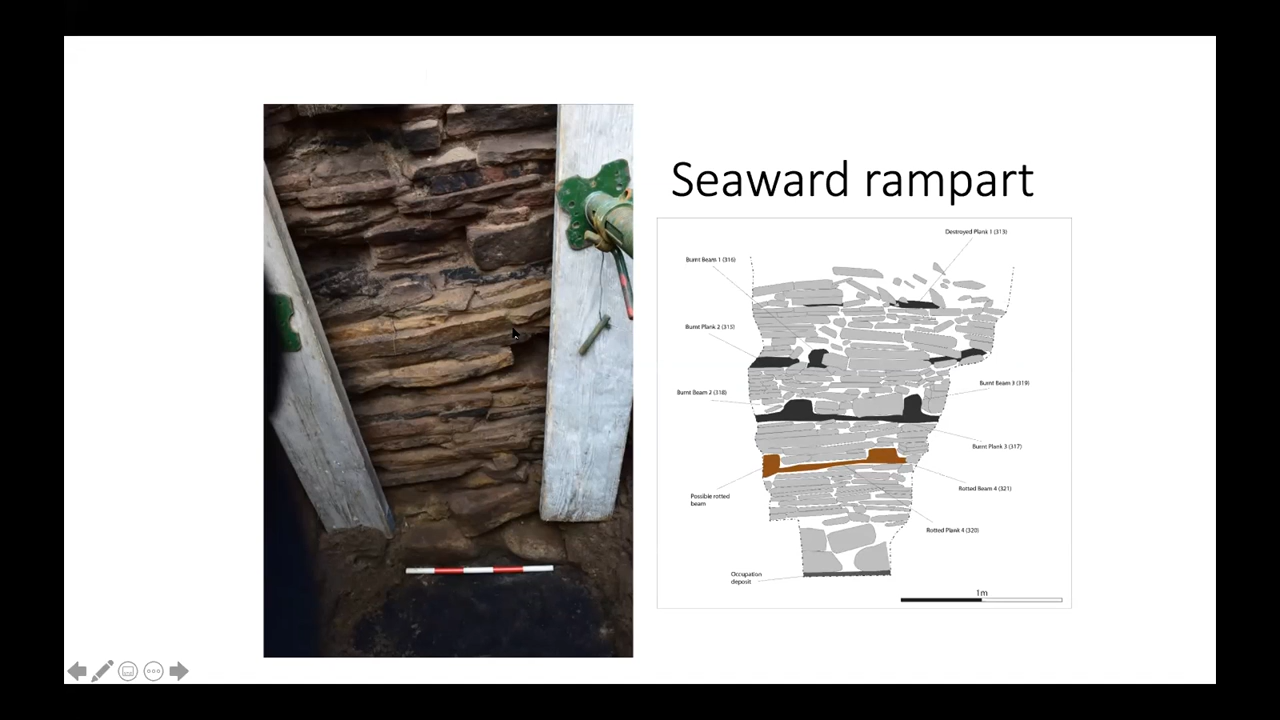 Seaward rampart
Destroyed Plank 1 (313)
Burnt Beam 1 (316)
Burnt Plank 2 (315)
Burnt Beam 3 (319)
Burnt Beam 2 (318)
Burnt Plank 3 (317)
Rotted Beam 4 (321)
Possible rotted
beam
Rotted Plank 4 (320)
Occupation
deposit
1m